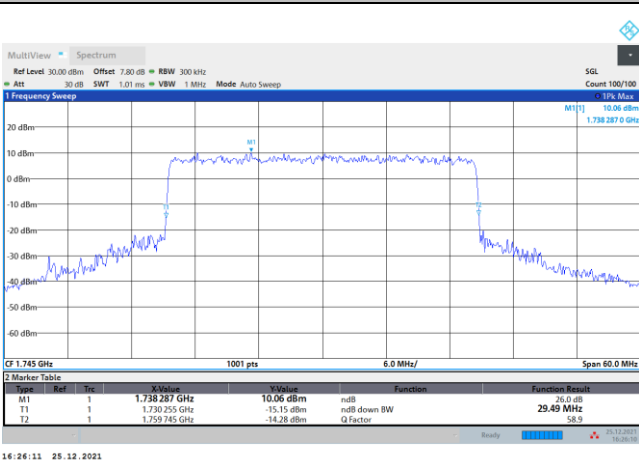 MultiView Spectrum
Ref Level 30.00 dBm Offset 7.80 dB RBW 300 kHz SGL
Att 30 dB SWT 1.01 ms VBW 1 MHz Mode Auto Sweep Count 100/100
1 Frequency Sweep 1Pk Max
M1[1] 10.06 dBm
1.738 287 0 GHz
20 dBm
M1
10 dBm
0 dBm
-10 dBm
T1 T2
-20 dBm
-30 dBm
-40 dBm
-50 dBm
-60 dBm
CF 1.745 GHz 1001 pts 6.0 MHz/ Span 60.0 MHz
2 Marker Table
Type Ref Trc X-Value Y-Value Function Function Result
M1 1 1.738 287 GHz 10.06 dBm ndB 26.0 dB
T1 1 1.730 255 GHz -15.15 dBm ndB down BW 29.49 MHz
T2 1 1.759 745 GHz -14.28 dBm Q Factor 58.9
Ready 25.12.2021
16:26:10
16:26:11 25.12.2021